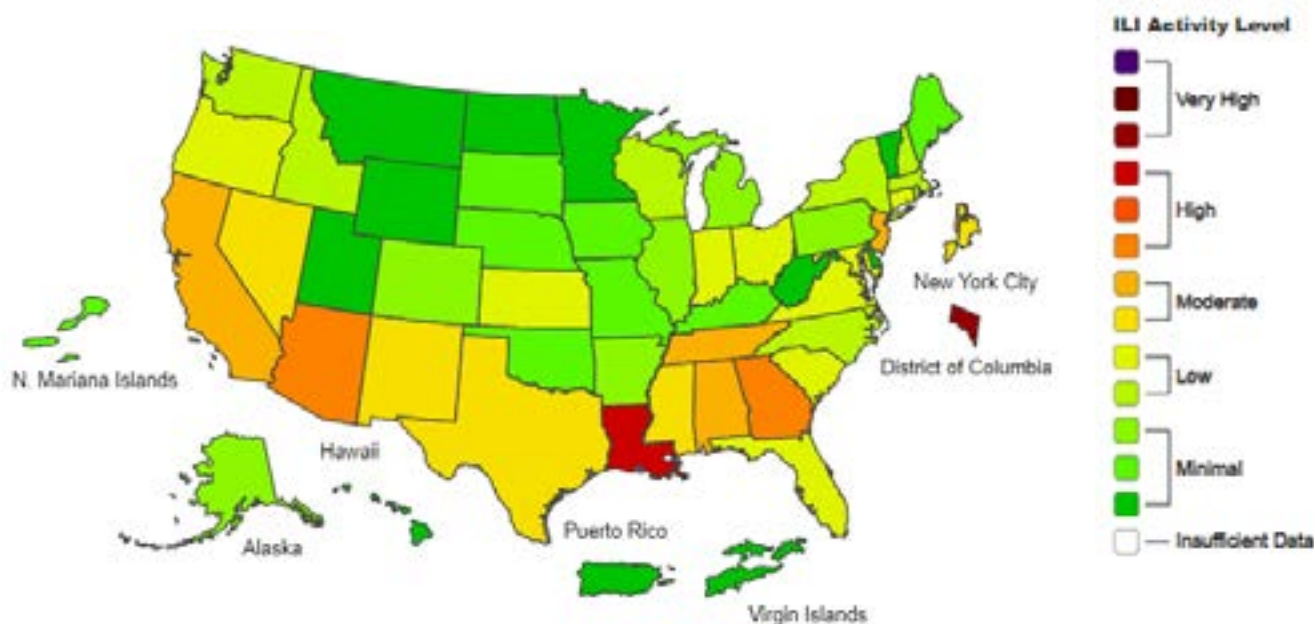 ILI Activity Level
Very High
High
Moderate
Low
Minimal
Insufficient Data
New York City
District of Columbia
N. Mariana Islands
Hawaii
Alaska
Puerto Rico
Virgin Islands